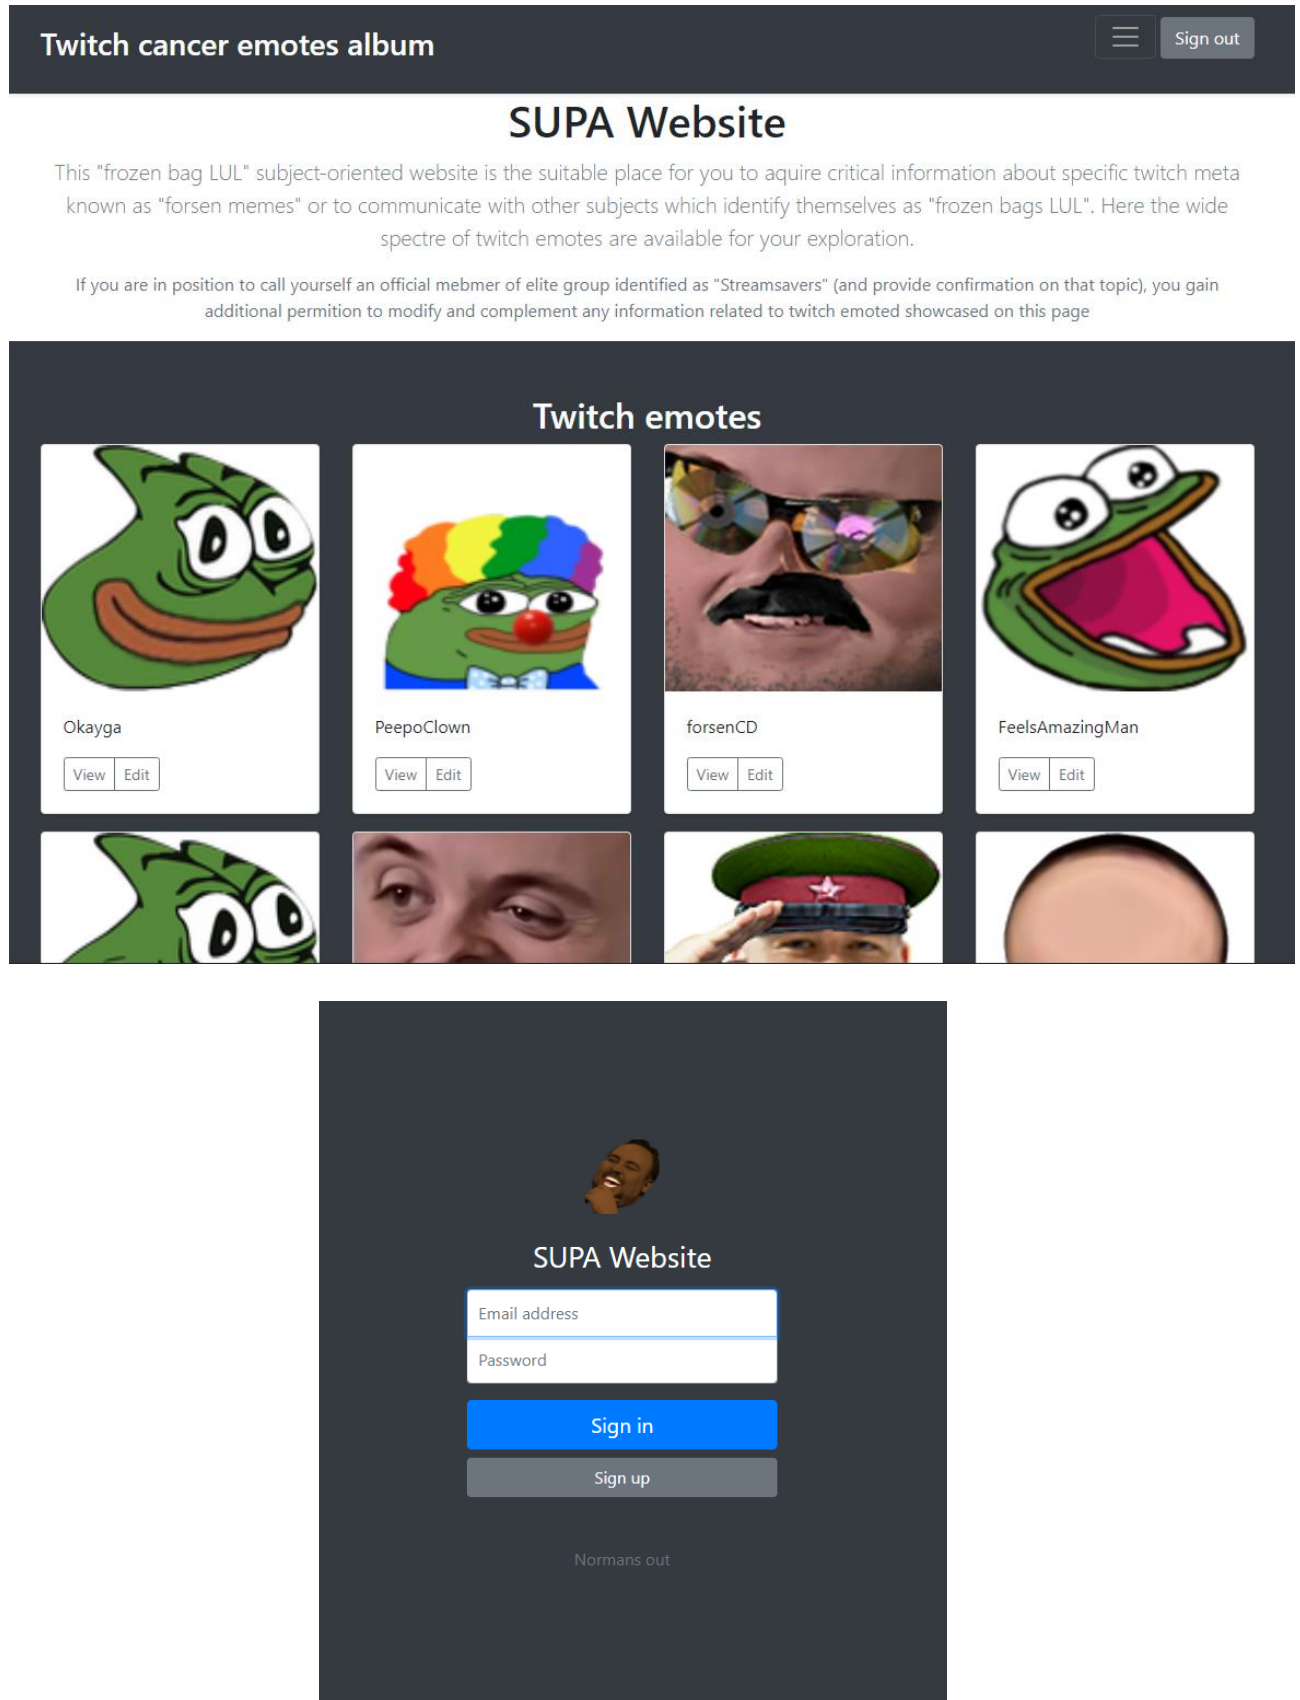 Twitch cancer emotes album
Sign out
SUPA Website
This "frozen bag LUL" subject-oriented website is the suitable place for you to aquire critical information about specific twitch meta
known as "forsen memes" or to communicate with other subjects which identify themselves as "frozen bags LUL". Here the wide
spectre of twitch emotes are available for your exploration.
If you are in position to call yourself an official mebmer of elite group identified as "Streamsavers" (and provide confirmation on that topic), you gain
additional permition to modify and complement any information related to twitch emoted showcased on this page
Twitch emotes
Okayga
View Edit
PeepoClown
View Edit
forsenCD
View Edit
FeelsAmazingMan
View Edit
SUPA Website
Email address
Password
Sign in
Sign up
Normans out